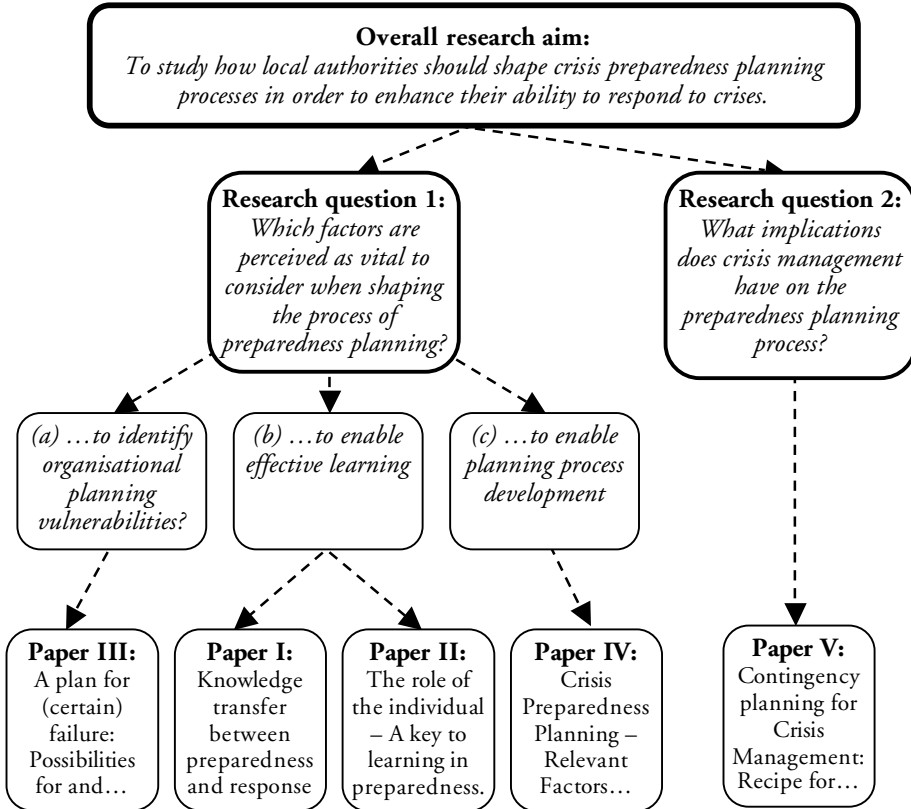 Overall research aim:
To study how local authorities should shape crisis preparedness planning
processes in order to enhance their ability to respond to crises.
Research question 1:
Which factors are
perceived as vital to
consider when shaping
the process of
preparedness planning?
Research question 2:
What implications
does crisis management
have on the
preparedness planning
process?
(a) …to identify
organisational
planning
vulnerabilities?
(b) …to enable
effective learning
(c) …to enable
planning process
development
Paper III:
A plan for
(certain)
failure:
Possibilities
for and…
Paper I:
Knowledge
transfer
between
preparedness
and response
Paper II:
The role of
the individual
– A key to
learning in
preparedness.
Paper IV:
Crisis
Preparedness
Planning –
Relevant
Factors…
Paper V:
Contingency
planning for
Crisis
Management:
Recipe for…